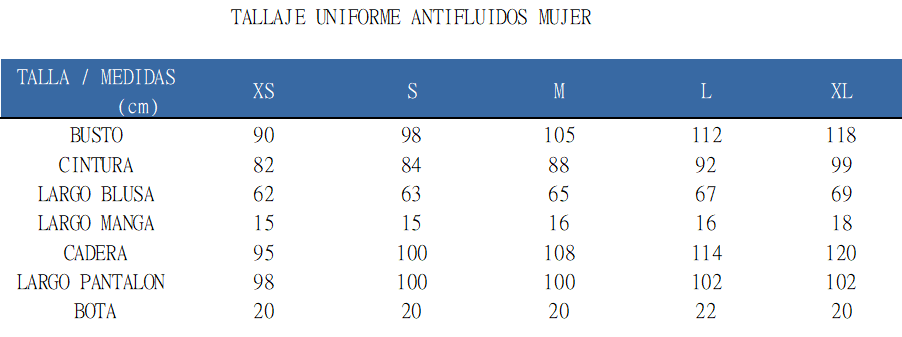 TALLAJE UNIFORME ANTIFLUIDOS MUJER
TALLA / MEDIDAS (cm) XS S M L XL
BUSTO 90 98 105 112 118
CINTURA 82 84 88 92 99
LARGO BLUSA 62 63 65 67 69
LARGO MANGA 15 15 16 16 18
CADERA 95 100 108 114 120
LARGO PANTALON 98 100 100 102 102
BOTA 20 20 20 22 20